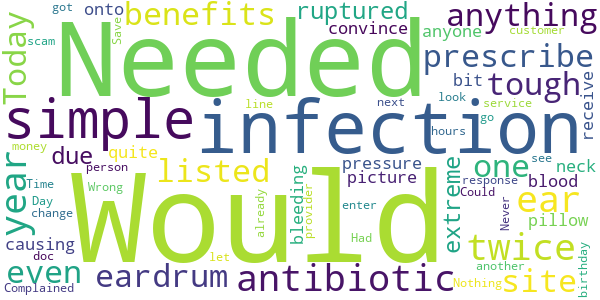 got onto benefits ruptured anything
Save convince anyone
scam Needed customer prescribe
Today bit tough
simple infection receive
line next look service
hours go
money due quite listed pressure one see neck
person picture blood
year Time Wrong already bleeding provider response Could ear
Day Would enter extreme Never pillow
change Had twice
causing doc let another birthday
even eardrum antibiotic site
Complained Nothing